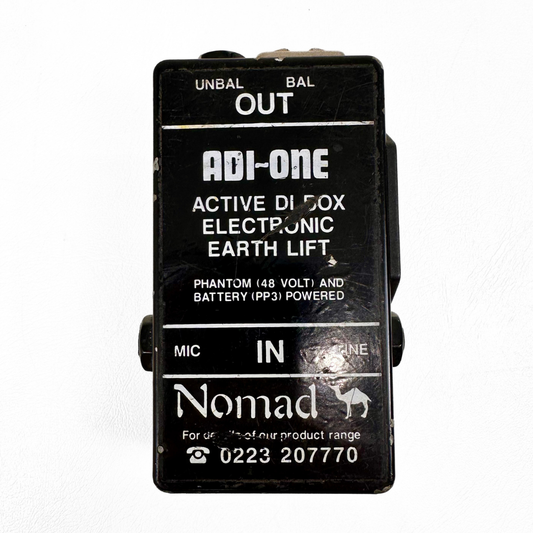 UNBAL BAL
OUT
ADI-ONE
ACTIVE DI BOX
ELECTRONIC
EARTH LIFT
PHANTOM (48 VOLT) AND
BATTERY (PP3) POWERED
MIC IN LINE
Nomad
For details of our product range
☎ 0223 207770